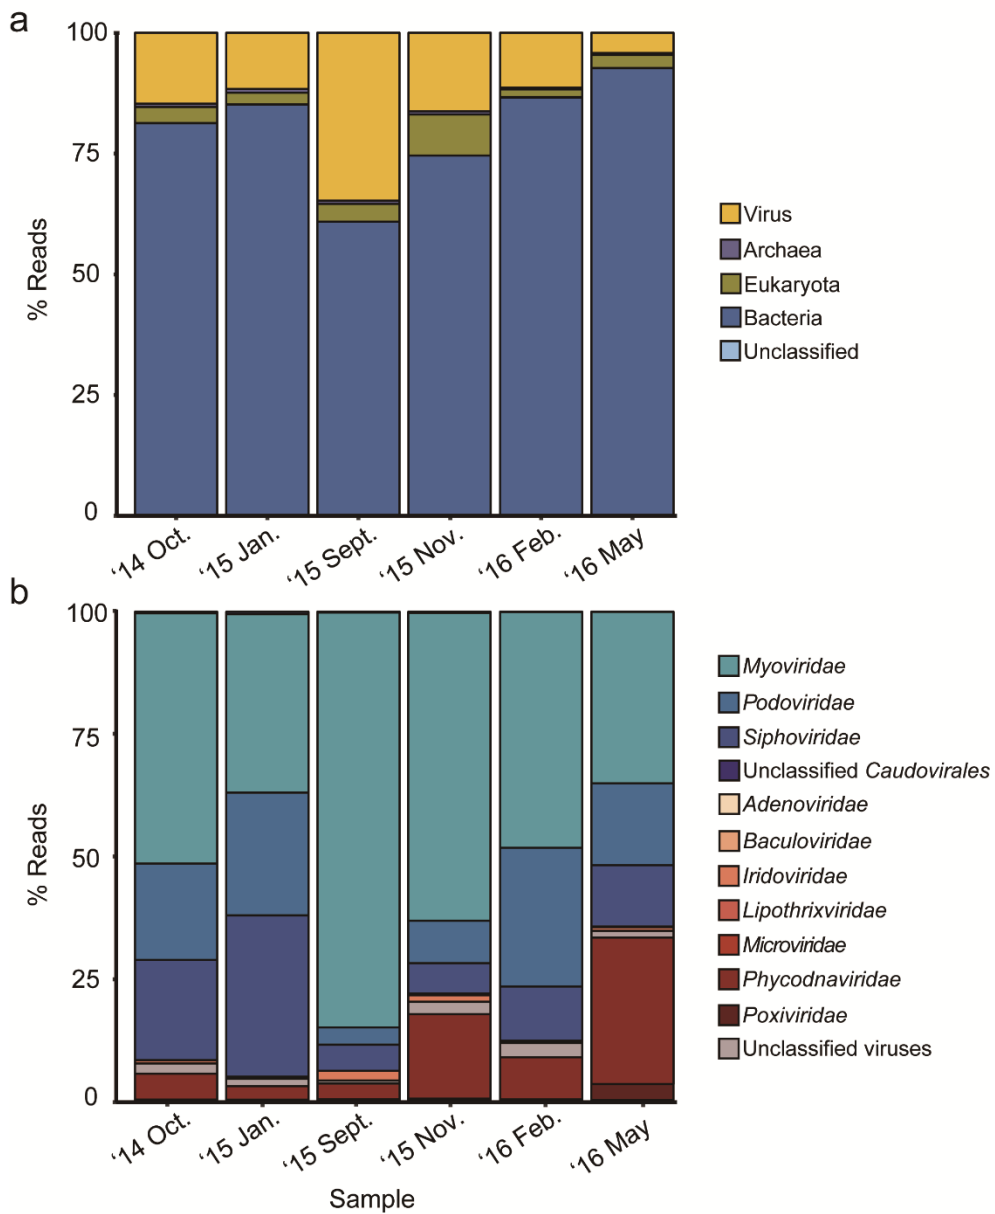 a
100
75
50
25
0
% Reads
‘14 Oct.
‘15 Jan.
‘15 Sept.
‘15 Nov.
‘16 Feb.
‘16 May
Virus
Archaea
Eukaryota
Bacteria
Unclassified
b
100
75
50
25
0
% Reads
‘14 Oct.
‘15 Jan.
‘15 Sept.
‘15 Nov.
‘16 Feb.
‘16 May
Sample
Myoviridae
Podoviridae
Siphoviridae
Unclassified Caudovirales
Adenoviridae
Baculoviridae
Iridoviridae
Lipothrixviridae
Microviridae
Phycodnaviridae
Poxiviridae
Unclassified viruses